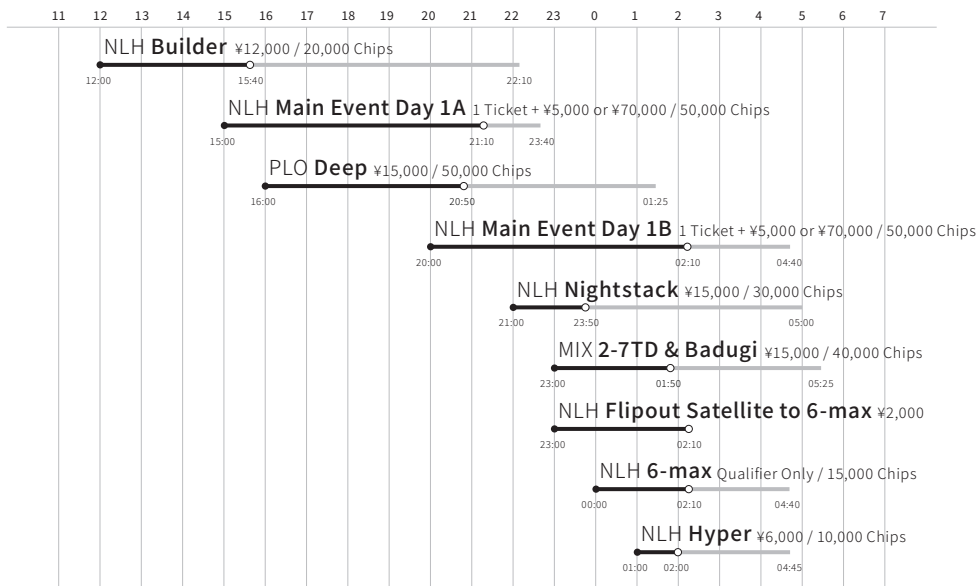 11 12 13 14 15 16 17 18 19 20 21 22 23 0 1 2 3 4 5 6 7
NLH Builder ¥12,000 / 20,000 Chips
12:00 15:40 22:10
NLH Main Event Day 1A 1 Ticket + ¥5,000 or ¥70,000 / 50,000 Chips
15:00 21:10 23:40
PLO Deep ¥15,000 / 50,000 Chips
16:00 20:50 01:25
NLH Main Event Day 1B 1 Ticket + ¥5,000 or ¥70,000 / 50,000 Chips
20:00 02:10 04:40
NLH Nightstack ¥15,000 / 30,000 Chips
21:00 23:50 05:00
MIX 2-7TD & Badugi ¥15,000 / 40,000 Chips
23:00 01:50 05:25
NLH Flipout Satellite to 6-max ¥2,000
23:00 02:10
NLH 6-max Qualifier Only / 15,000 Chips
00:00 02:10 04:40
NLH Hyper ¥6,000 / 10,000 Chips
01:00 02:00 04:45